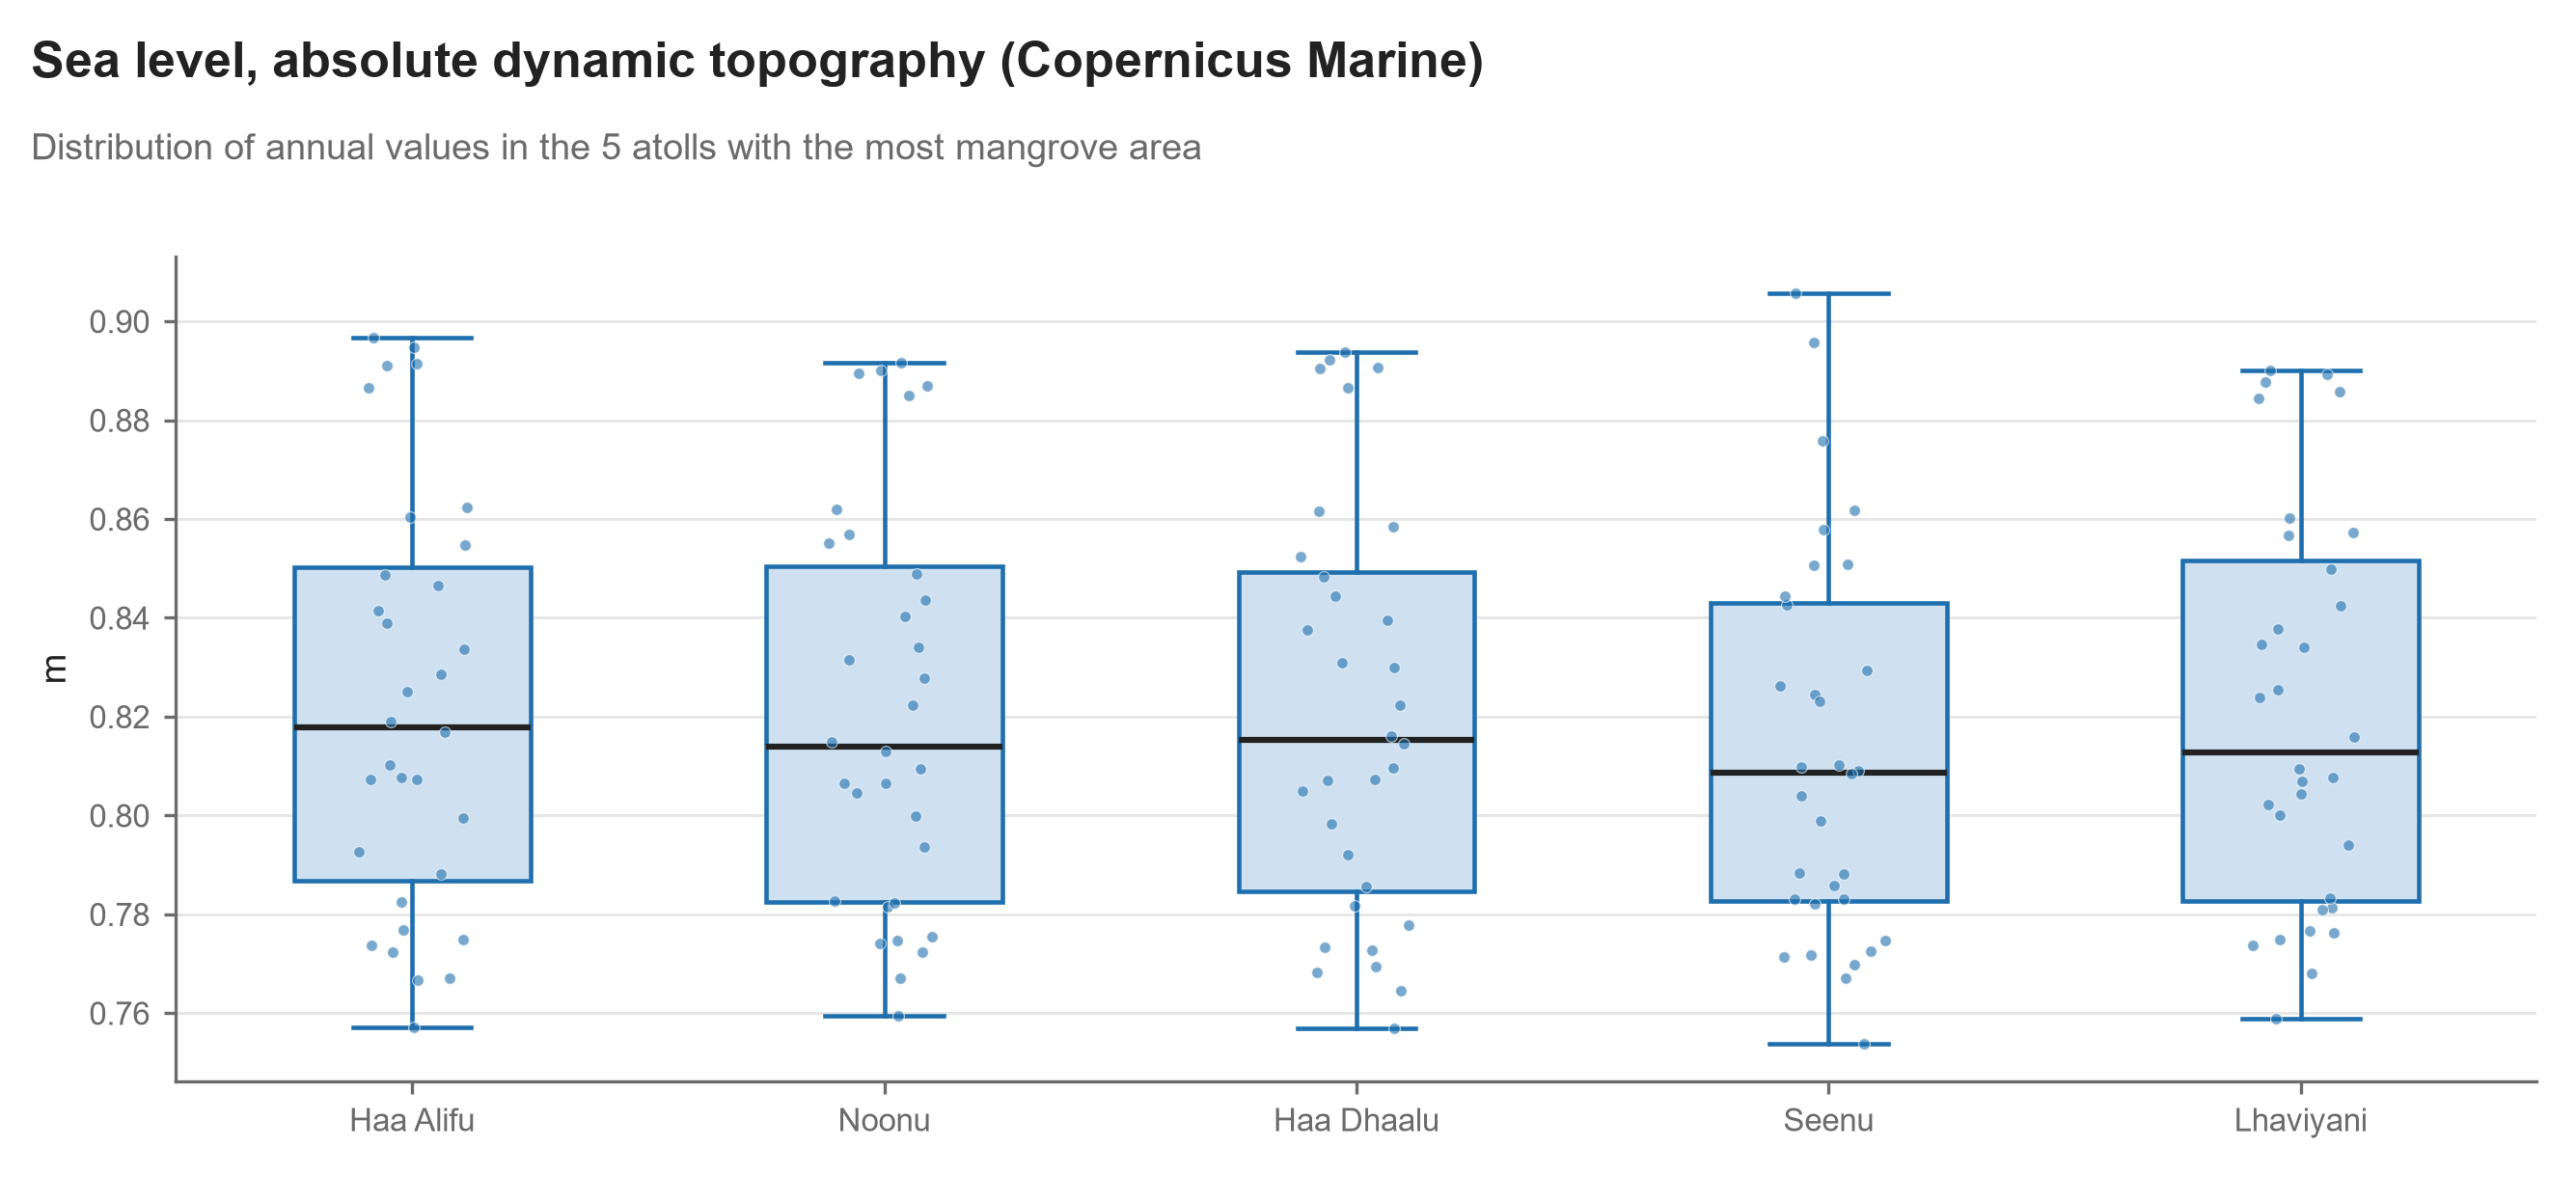 Sea level, absolute dynamic topography (Copernicus Marine)
Distribution of annual values in the 5 atolls with the most mangrove area
0.90
0.88
0.86
0.84
0.82
0.80
0.78
0.76
m
Haa Alifu
Noonu
Haa Dhaalu
Seenu
Lhaviyani